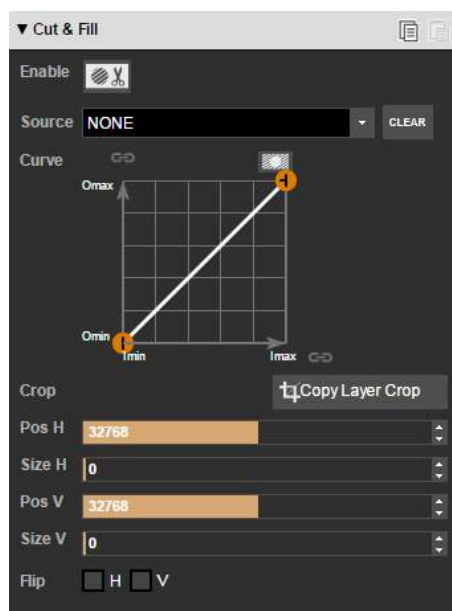 ▼ Cut & Fill
Enable
Source NONE CLEAR
Curve
Omax
Omin
Imin Imax
Crop Copy Layer Crop
Pos H 32768
Size H 0
Pos V 32768
Size V 0
Flip H V